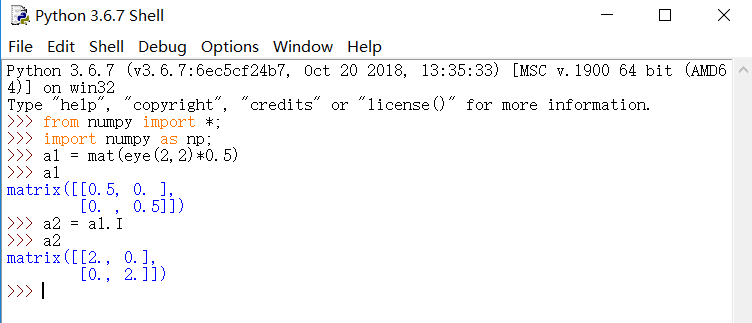 Python 3.6.7 Shell
File Edit Shell Debug Options Window Help
Python 3.6.7 (v3.6.7:6ec5cf24b7, Oct 20 2018, 13:35:33) [MSC v.1900 64 bit (AMD6
4)] on win32
Type "help", "copyright", "credits" or "license()" for more information.
>>> from numpy import *;
>>> import numpy as np;
>>> a1 = mat(eye(2,2)*0.5)
>>> a1
matrix([[0.5, 0. ],
        [0. , 0.5]])
>>> a2 = a1.I
>>> a2
matrix([[2., 0.],
        [0., 2.]])
>>>